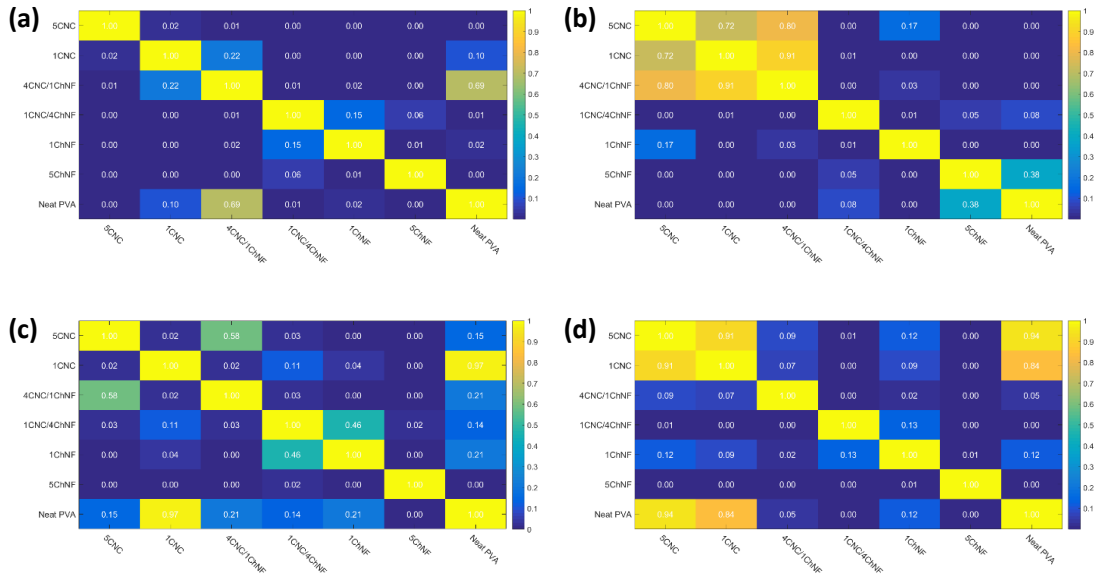 (a)
5CNC 1.00 0.02 0.01 0.00 0.00 0.00 0.00
1CNC 0.02 1.00 0.22 0.00 0.00 0.00 0.10
4CNC/1ChNF 0.01 0.22 1.00 0.01 0.02 0.00 0.69
1CNC/4ChNF 0.00 0.00 0.01 1.00 0.15 0.06 0.01
1ChNF 0.00 0.00 0.02 0.15 1.00 0.01 0.02
5ChNF 0.00 0.00 0.00 0.06 0.01 1.00 0.00
Neat PVA 0.00 0.10 0.69 0.01 0.02 0.00 1.00
5CNC
1CNC
4CNC/1ChNF
1CNC/4ChNF
1ChNF
5ChNF
Neat PVA
1
0.9
0.8
0.7
0.6
0.5
0.4
0.3
0.2
0.1
(b)
5CNC 1.00 0.72 0.80 0.00 0.17 0.00 0.00
1CNC 0.72 1.00 0.91 0.01 0.00 0.00 0.00
4CNC/1ChNF 0.80 0.91 1.00 0.00 0.03 0.00 0.00
1CNC/4ChNF 0.00 0.01 0.00 1.00 0.01 0.05 0.08
1ChNF 0.17 0.00 0.03 0.01 1.00 0.00 0.00
5ChNF 0.00 0.00 0.00 0.05 0.00 1.00 0.38
Neat PVA 0.00 0.00 0.00 0.08 0.00 0.38 1.00
5CNC
1CNC
4CNC/1ChNF
1CNC/4ChNF
1ChNF
5ChNF
Neat PVA
1
0.9
0.8
0.7
0.6
0.5
0.4
0.3
0.2
0.1
(c)
5CNC 1.00 0.02 0.58 0.03 0.00 0.00 0.15
1CNC 0.02 1.00 0.02 0.11 0.04 0.00 0.97
4CNC/1ChNF 0.58 0.02 1.00 0.03 0.00 0.00 0.21
1CNC/4ChNF 0.03 0.11 0.03 1.00 0.46 0.02 0.14
1ChNF 0.00 0.04 0.00 0.46 1.00 0.00 0.21
5ChNF 0.00 0.00 0.00 0.02 0.00 1.00 0.00
Neat PVA 0.15 0.97 0.21 0.14 0.21 0.00 1.00
5CNC
1CNC
4CNC/1ChNF
1CNC/4ChNF
1ChNF
5ChNF
Neat PVA
1
0.9
0.8
0.7
0.6
0.5
0.4
0.3
0.2
0.1
0
(d)
5CNC 1.00 0.91 0.09 0.01 0.12 0.00 0.94
1CNC 0.91 1.00 0.07 0.00 0.09 0.00 0.84
4CNC/1ChNF 0.09 0.07 1.00 0.00 0.02 0.00 0.05
1CNC/4ChNF 0.01 0.00 0.00 1.00 0.13 0.00 0.00
1ChNF 0.12 0.09 0.02 0.13 1.00 0.01 0.12
5ChNF 0.00 0.00 0.00 0.00 0.01 1.00 0.00
Neat PVA 0.94 0.84 0.05 0.00 0.12 0.00 1.00
5CNC
1CNC
4CNC/1ChNF
1CNC/4ChNF
1ChNF
5ChNF
Neat PVA
1
0.9
0.8
0.7
0.6
0.5
0.4
0.3
0.2
0.1